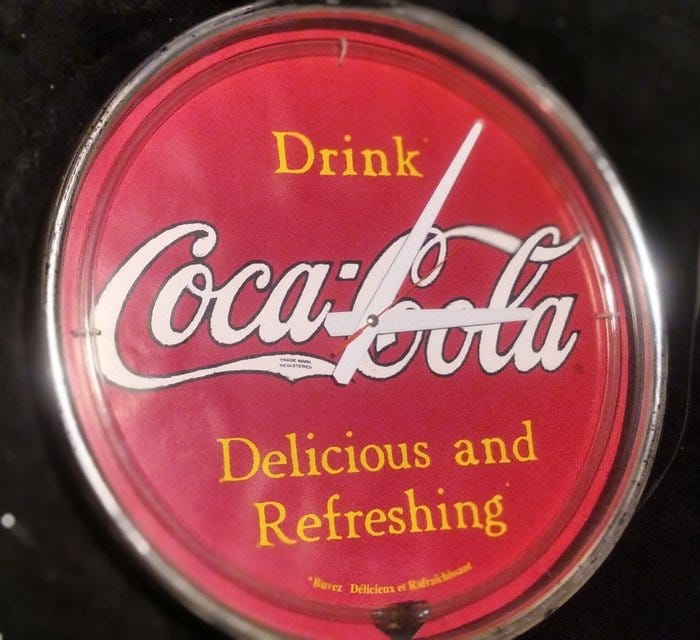 Drink
Coca-Cola
TRADE MARK
REGISTERED
®
Delicious and
Refreshing
*Buvez Délicieux et Rafraîchissant